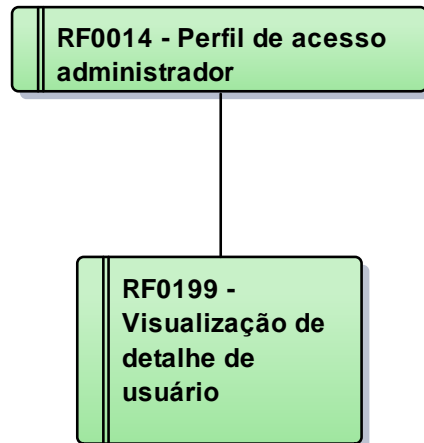 RF0014 - Perfil de acesso
administrador
RF0199 -
Visualização de
detalhe de
usuário